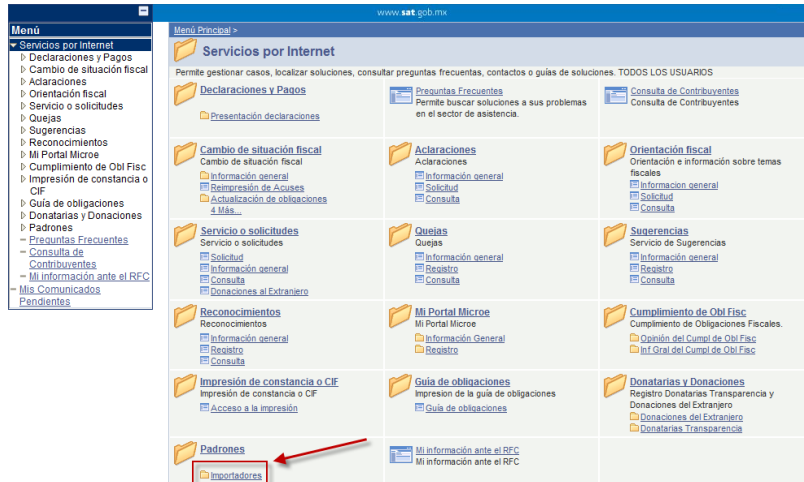 www.sat.gob.mx
Menú
Servicios por Internet
Declaraciones y Pagos
Cambio de situación fiscal
Aclaraciones
Orientación fiscal
Servicio o solicitudes
Quejas
Sugerencias
Reconocimientos
Mi Portal Microe
Cumplimiento de Obl Fisc
Impresión de constancia o
CIF
Guía de obligaciones
Donatarias y Donaciones
Padrones
Preguntas Frecuentes
Consulta de
Contribuyentes
Mi información ante el RFC
Mis Comunicados
Pendientes
Menú Principal >
Servicios por Internet
Permite gestionar casos, localizar soluciones, consultar preguntas frecuentes, contactos o guías de soluciones. TODOS LOS USUARIOS
Declaraciones y Pagos
Presentación declaraciones
Preguntas Frecuentes
Permite buscar soluciones a sus problemas
en el sector de asistencia.
Consulta de Contribuyentes
Consulta de Contribuyentes
Cambio de situación fiscal
Cambio de situación fiscal
Información general
Reimpresión de Acuses
Actualización de obligaciones
4 Más...
Aclaraciones
Aclaraciones
Información general
Solicitud
Consulta
Orientación fiscal
Orientación e información sobre temas
fiscales
Informacion general
Solicitud
Consulta
Servicio o solicitudes
Servicio o solicitudes
Solicitud
Información general
Consulta
Donaciones al Extranjero
Quejas
Quejas
Información general
Registro
Consulta
Sugerencias
Servicio de Sugerencias
Información general
Registro
Consulta
Reconocimientos
Reconocimientos
Información general
Registro
Consulta
Mi Portal Microe
Mi Portal Microe
Información General
Registro
Cumplimiento de Obl Fisc
Cumplimiento de Obligaciones Fiscales.
Opinión del Cumpl de Obl Fisc
Inf Gral del Cumpl de Obl Fisc
Impresión de constancia o CIF
Impresión de constancia o CIF
Acceso a la impresión
Guía de obligaciones
Impresion de la guía de obligaciones
Guía de obligaciones
Donatarias y Donaciones
Registro Donatarias Transparencia y
Donaciones del Extranjero
Donaciones del Extranjero
Donatarias Transparencia
Padrones
Importadores
Mi información ante el RFC
Mi información ante el RFC